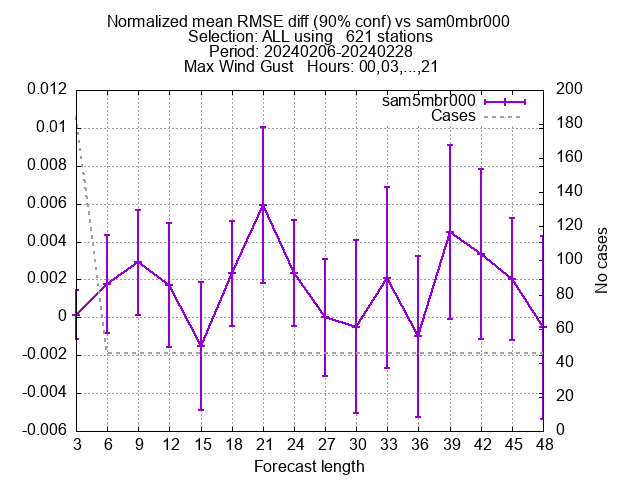 Normalized mean RMSE diff (90% conf) vs sam0mbr000
Selection: ALL using   621 stations
Period: 20240206-20240228
Max Wind Gust   Hours: 00,03,...,21
0.012
0.01
0.008
0.006
0.004
0.002
0
-0.002
-0.004
-0.006
sam5mbr000
Cases
200
180
160
140
120
100
80
60
40
20
0
No cases
3 6 9 12 15 18 21 24 27 30 33 36 39 42 45 48
Forecast length